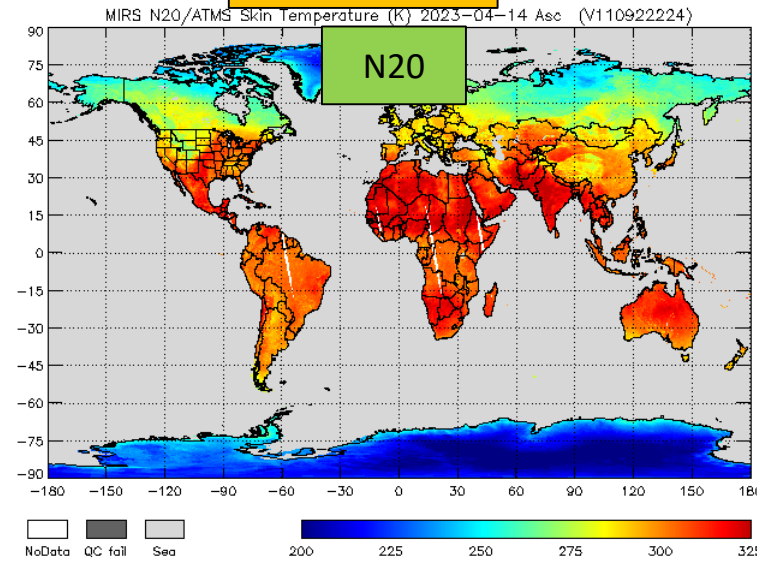 MIRS N20/ATMS Skin Temperature (K) 2023-04-14 Asc (V110922224)
N20
90
75
60
45
30
15
0
-15
-30
-45
-60
-75
-90
-180 -150 -120 -90 -60 -30 0 30 60 90 120 150 180
NoData QC fail Sea
200 225 250 275 300 325